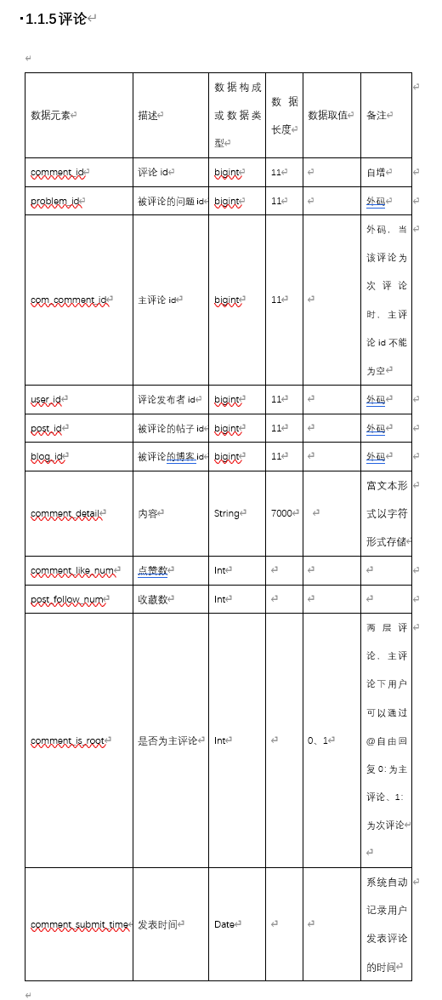 1.1.5 评论
数据元素 描述 数据构成或数据类型 数据长度 数据取值 备注
comment_id 评论 id bigint 11 自增
problem_id 被评论的问题 id bigint 11 外码
com_comment_id 主评论 id bigint 11 外码，当该评论为次评论时，主评论 id 不能为空
user_id 评论发布者 id bigint 11 外码
post_id 被评论的帖子 id bigint 11 外码
blog_id 被评论的博客 id bigint 11 外码
comment_detail 内容 String 7000 富文本形式以字符形式存储
comment_like_num 点赞数 Int
post_follow_num 收藏数 Int
comment_is_root 是否为主评论 Int 0、1 两层评论，主评论下用户可以通过@自由回复 0：为主评论、1：为次评论
comment_submit_time 发表时间 Date 系统自动记录用户发表评论的时间